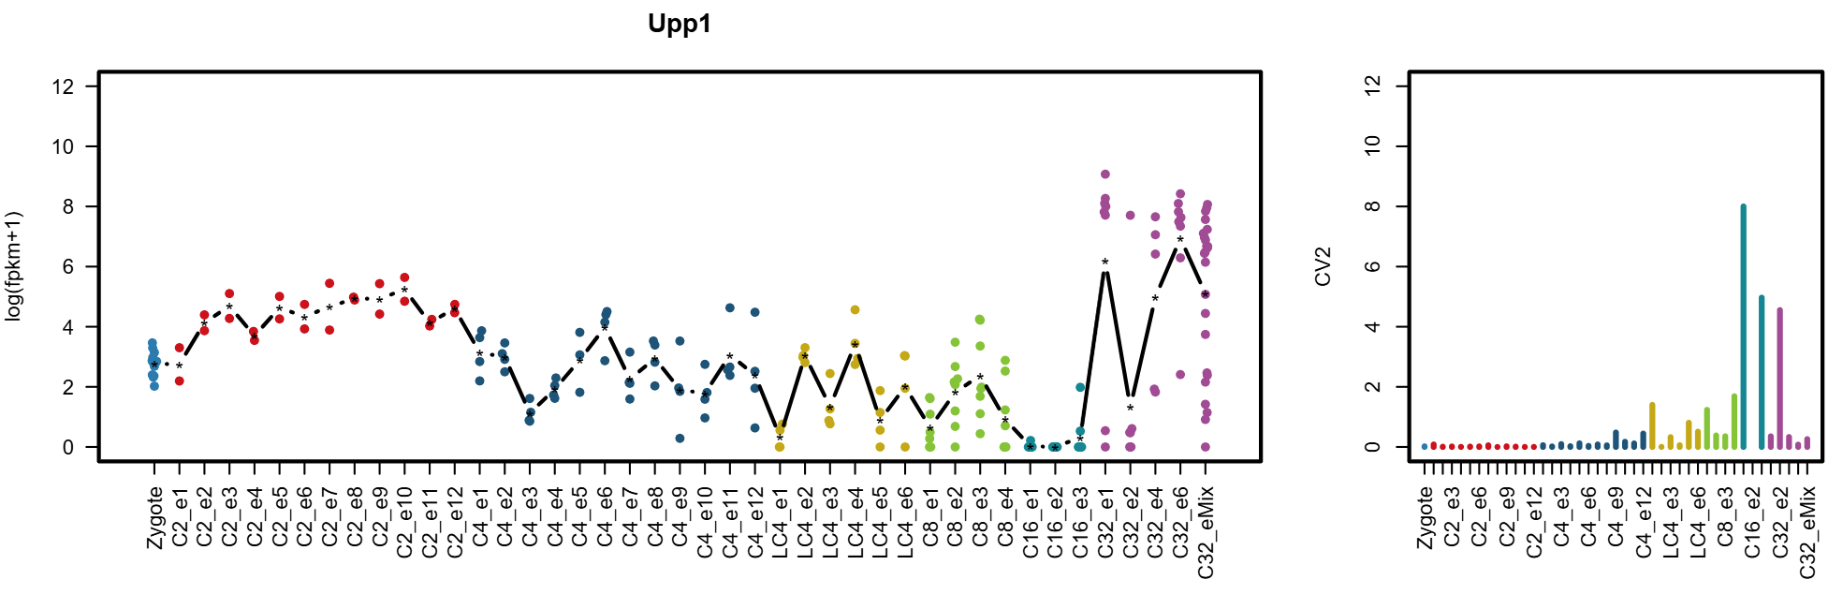 Upp1
log(fpkm+1)
12
10
8
6
4
2
0
Zygote
C2_e1
C2_e2
C2_e3
C2_e4
C2_e5
C2_e6
C2_e7
C2_e8
C2_e9
C2_e10
C2_e11
C2_e12
C4_e1
C4_e2
C4_e3
C4_e4
C4_e5
C4_e6
C4_e7
C4_e8
C4_e9
C4_e10
C4_e11
C4_e12
LC4_e1
LC4_e2
LC4_e3
LC4_e4
LC4_e5
LC4_e6
C8_e1
C8_e2
C8_e3
C8_e4
C16_e1
C16_e2
C16_e3
C32_e1
C32_e2
C32_e4
C32_e6
C32_eMix
CV2
12
10
8
6
4
2
0
Zygote
C2_e3
C2_e6
C2_e9
C2_e12
C4_e3
C4_e6
C4_e9
C4_e12
LC4_e3
LC4_e6
C8_e3
C16_e2
C32_e2
C32_eMix